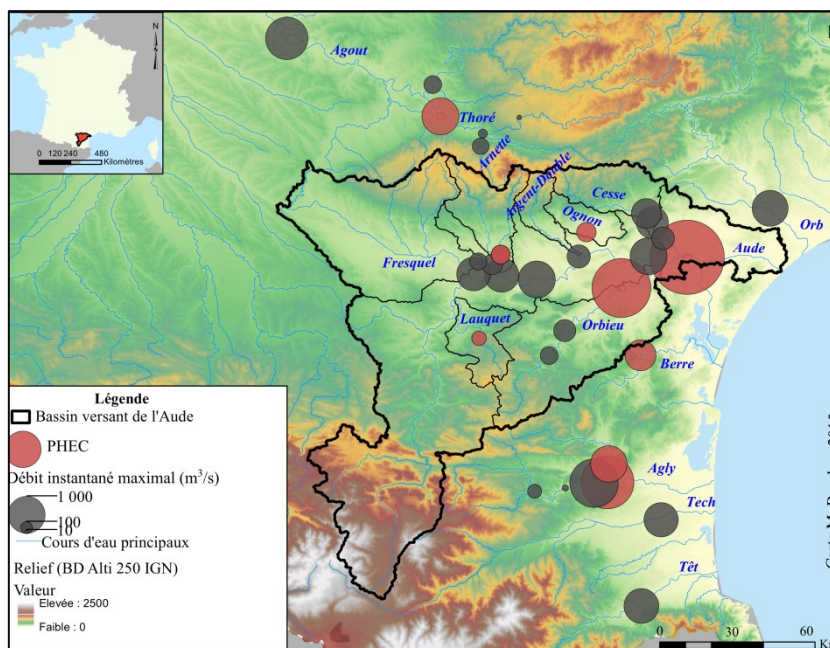 N
0 120 240 480
Kilomètres
Agout
Thoré
Arnette
Argent-Double
Cesse
Ognon
Orb
Aude
Fresquel
Lauquet
Orbieu
Berre
Légende
Bassin versant de l'Aude
PHEC
Débit instantané maximal (m³/s)
1 000
100
10
Cours d'eau principaux
Relief (BD Alti 250 IGN)
Valeur
Elevée : 2500
Faible : 0
Agly
Tech
Têt
0 30 60